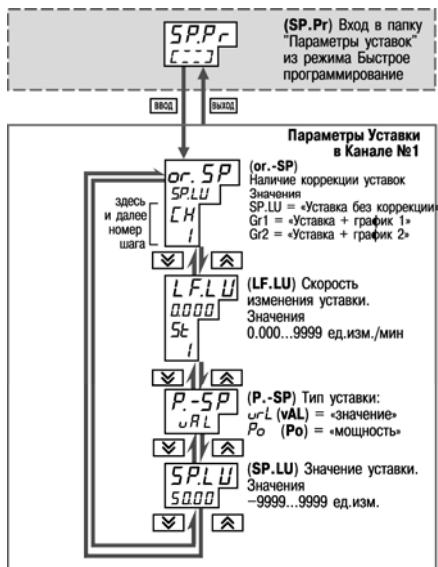 SP.Pr
[---]
(SP.Pr) Вход в папку
"Параметры уставок"
из режима Быстрое
программирование
ВВОД
ВЫХОД
Параметры Уставки
в Канале №1
or. SP
SP.LU
CH
1
здесь
и далее
номер
шага
(or.-SP)
Наличие коррекции уставок
Значения
SP.LU = «Уставка без коррекции»
Gr1 = «Уставка + график 1»
Gr2 = «Уставка + график 2»
LF.LU
0.000
St
1
(LF.LU) Скорость
изменения уставки.
Значения
0.000...9999 ед.изм./мин
P.-SP
vAL
(P.-SP) Тип уставки:
vrL (vAL) = «значение»
Po (Po) = «мощность»
SP.LU
50.00
(SP.LU) Значение уставки.
Значения
–9999...9999 ед.изм.